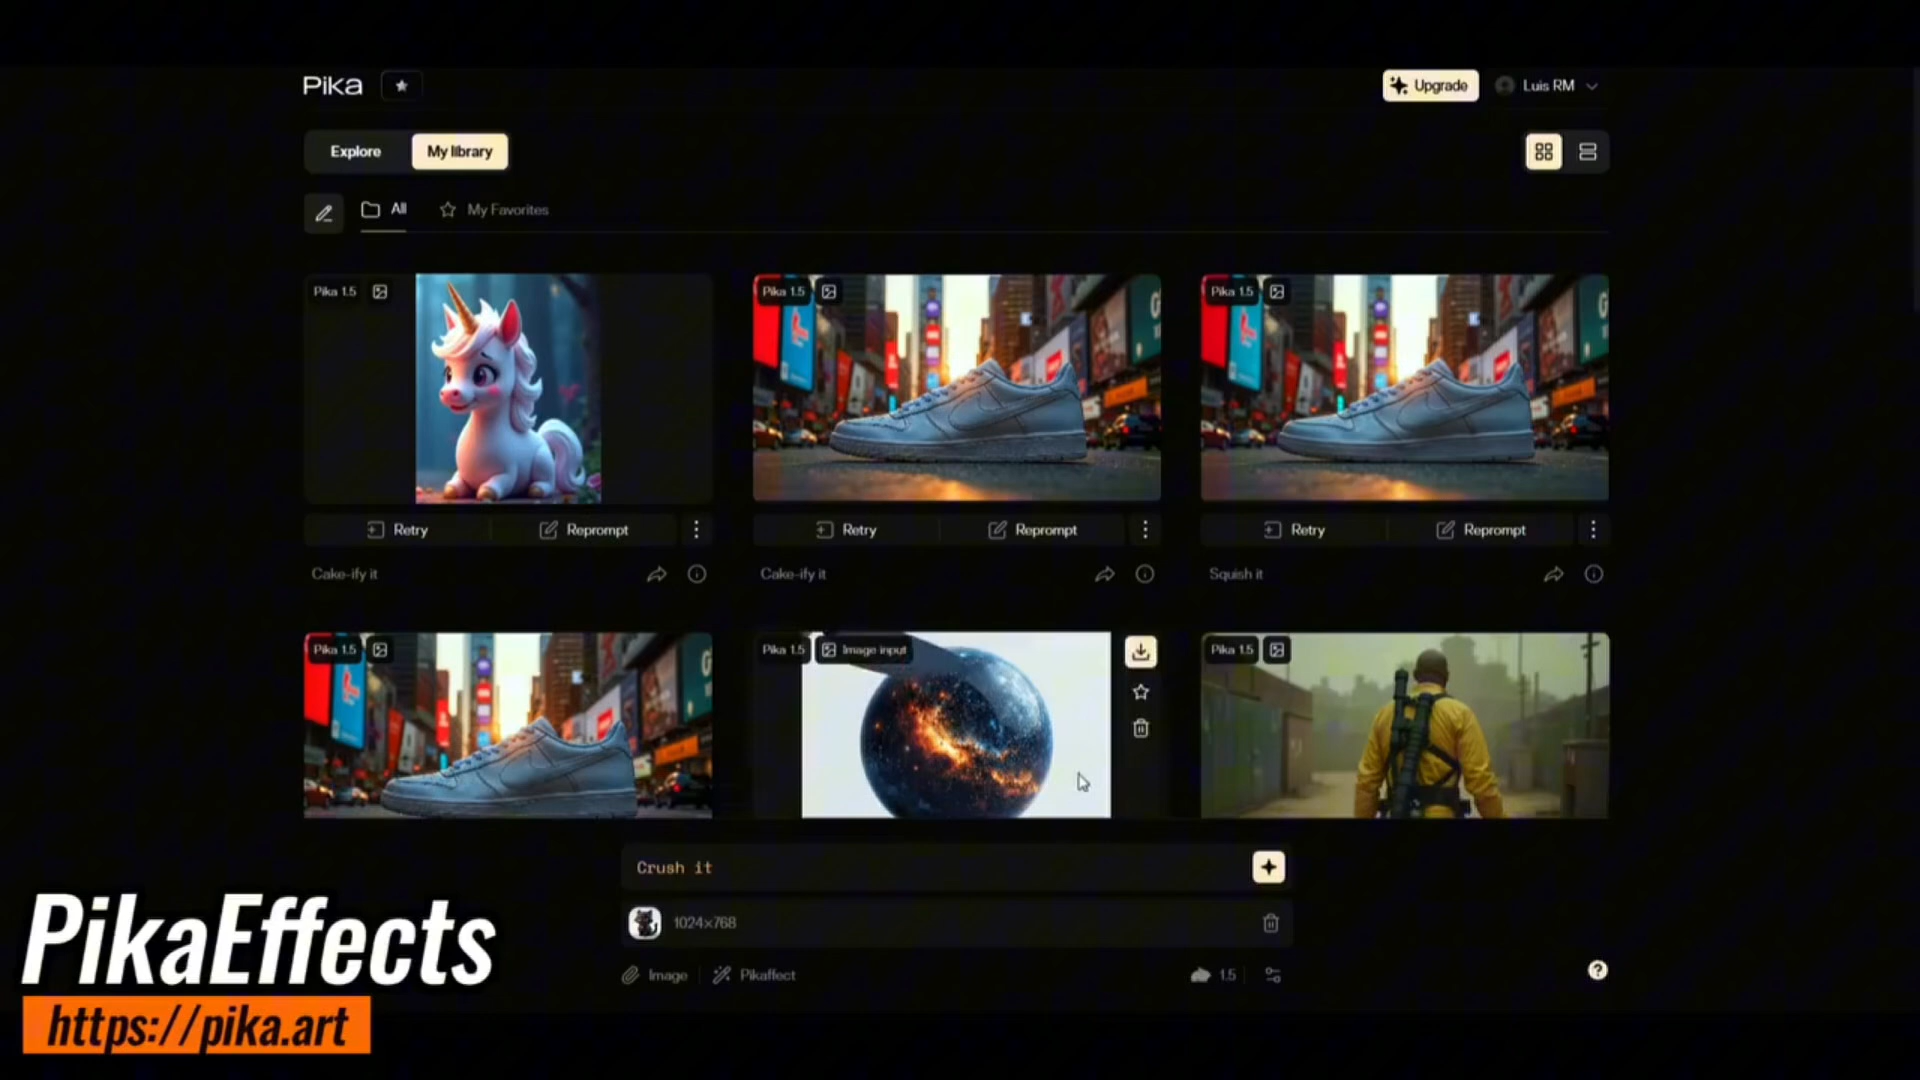 Pika
Upgrade
Luis RM
Explore
My library
All
My Favorites
Pika 1.5
Pika 1.5
Pika 1.5
Retry
Reprompt
Retry
Reprompt
Retry
Reprompt
Cake-ify it
Cake-ify it
Squish it
Pika 1.5
Pika 1.5
Image input
Pika 1.5
Crush it
1024×768
Image
Pikaffect
1.5
?
PikaEffects
https://pika.art